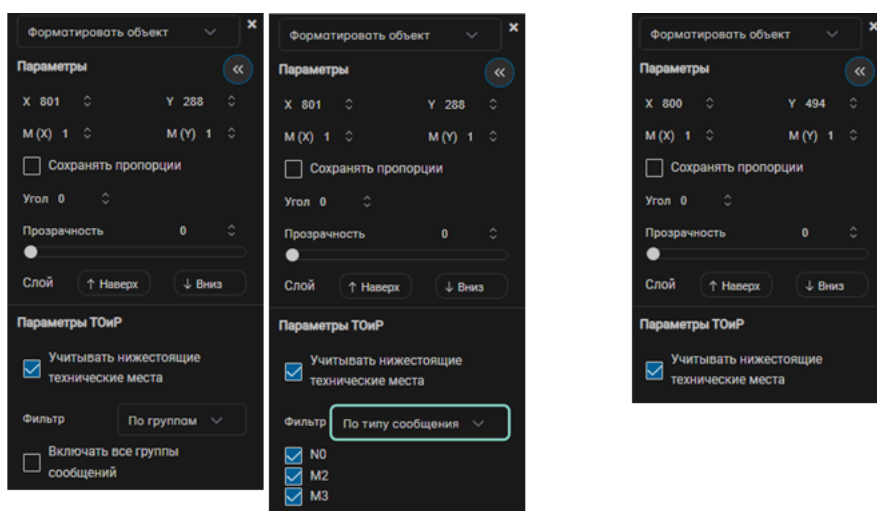 Форматировать объект
Параметры
X 801 Y 288
M (X) 1 M (Y) 1
Сохранять пропорции
Угол 0
Прозрачность 0
Слой ↑ Наверх ↓ Вниз
Параметры ТОиР
Учитывать нижестоящие
технические места
Фильтр По группам
Включать все группы
сообщений
Форматировать объект
Параметры
X 801 Y 288
M (X) 1 M (Y) 1
Сохранять пропорции
Угол 0
Прозрачность 0
Слой ↑ Наверх ↓ Вниз
Параметры ТОиР
Учитывать нижестоящие
технические места
Фильтр По типу сообщения
N0
M2
M3
Форматировать объект
Параметры
X 800 Y 494
M (X) 1 M (Y) 1
Сохранять пропорции
Угол 0
Прозрачность 0
Слой ↑ Наверх ↓ Вниз
Параметры ТОиР
Учитывать нижестоящие
технические места